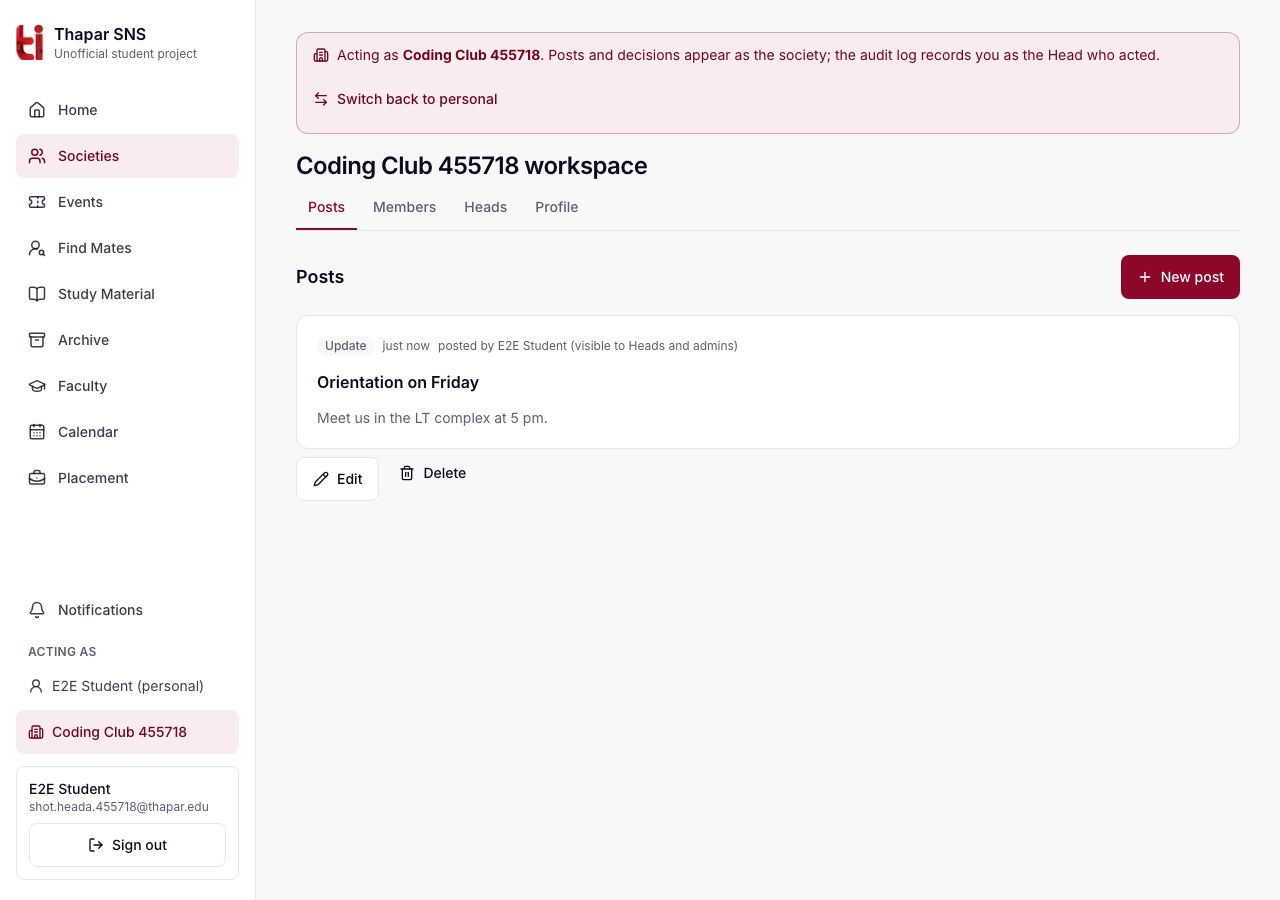 Thapar SNS
Unofficial student project
Home
Societies
Events
Find Mates
Study Material
Archive
Faculty
Calendar
Placement
Notifications
ACTING AS
E2E Student (personal)
Coding Club 455718
E2E Student
shot.heada.455718@thapar.edu
Sign out
Acting as Coding Club 455718. Posts and decisions appear as the society; the audit log records you as the Head who acted.
Switch back to personal
Coding Club 455718 workspace
Posts Members Heads Profile
Posts
New post
Update just now posted by E2E Student (visible to Heads and admins)
Orientation on Friday
Meet us in the LT complex at 5 pm.
Edit Delete